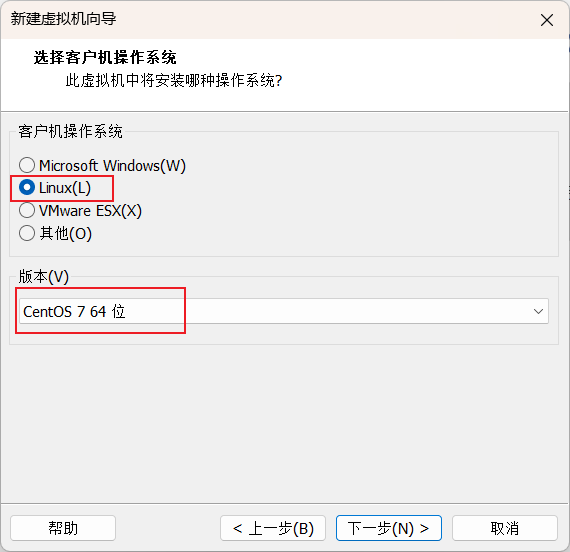 新建虚拟机向导
选择客户机操作系统
此虚拟机中将安装哪种操作系统?
客户机操作系统
Microsoft Windows(W)
Linux(L)
VMware ESX(X)
其他(O)
版本(V)
CentOS 7 64 位
帮助
< 上一步(B)
下一步(N) >
取消